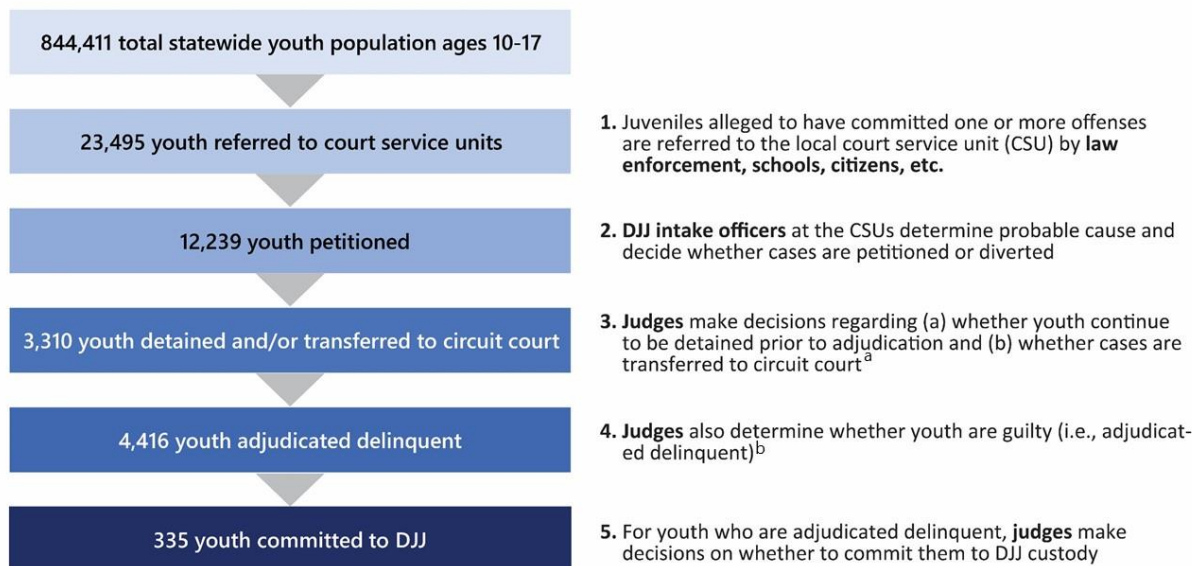 844,411 total statewide youth population ages 10-17
23,495 youth referred to court service units
1. Juveniles alleged to have committed one or more offenses
are referred to the local court service unit (CSU) by law
enforcement, schools, citizens, etc.
12,239 youth petitioned
2. DJJ intake officers at the CSUs determine probable cause and
decide whether cases are petitioned or diverted
3,310 youth detained and/or transferred to circuit court
3. Judges make decisions regarding (a) whether youth continue
to be detained prior to adjudication and (b) whether cases are
transferred to circuit court a
4,416 youth adjudicated delinquent
4. Judges also determine whether youth are guilty (i.e., adjudicat-
ed delinquent) b
335 youth committed to DJJ
5. For youth who are adjudicated delinquent, judges make
decisions on whether to commit them to DJJ custody